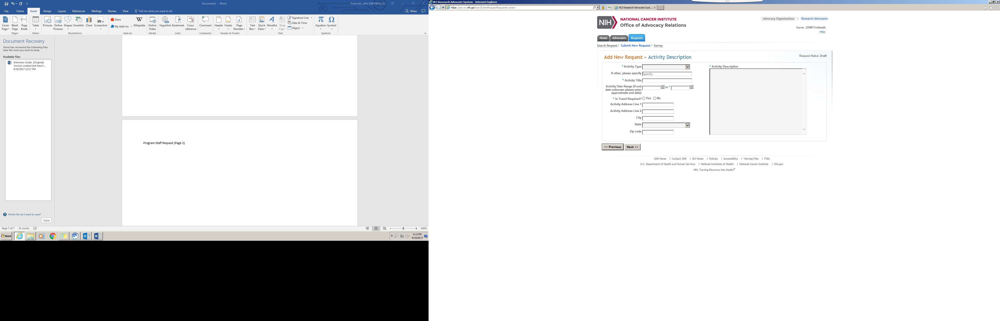 Document1 - Word
Freimuth, John (NIH/NCI) [C]
File Home Insert Design Layout References Mailings Review View Tell me what you want to do
Share
Cover Page Blank Page Page Break
Pages
Table
Tables
Pictures Online Pictures Shapes SmartArt Chart Screenshot
Illustrations
Store
My Add-ins
Wikipedia
Add-ins
Online Video
Media
Hyperlink Bookmark Cross-reference
Links
Comment
Comments
Header Footer Page Number
Header & Footer
Text Box Quick Parts WordArt Drop Cap
Signature Line
Date & Time
Object
Text
Equation Symbol
Symbols
Document Recovery
Word has recovered the following files.
Save the ones you wish to keep.
Available Files
Interview Guide [Original]
Version created last time t...
9/19/2017 12:17 PM
Which file do I want to save?
Close
Program Staff Request (Page 2)
Page 7 of 7 31 words
100%
Start
4:13 PM
9/19/2017
NCI Research Advocate System - Internet Explorer
https://oar.nci.nih.gov/oar/SubmitRequestRequester.action
NCI Research Advocate Syst...
NIH NATIONAL CANCER INSTITUTE
Office of Advocacy Relations
Advocacy Organizations | Research Advocates
Name: JOHN Freimuth
Help
Home Advocates Requests
Search Request | Submit New Request | Survey
Add New Request » Activity Description
Request Status: Draft
* Activity Type
If other, please specify Specify
* Activity Title
Activity Date Range (if end
date unknown please enter
approximate end date)
to *
* Is Travel Required? Yes No
Activity Address Line 1
Activity Address Line 2
City
State
Zip code
* Activity Description
<< Previous Next >>
OAR Home | Contact OAR | NCI Home | Policies | Accessibility | Viewing Files | FOIA
U.S. Department of Health and Human Services | National Institutes of Health | National Cancer Institute | USA.gov
NIH...Turning Discovery Into Health®